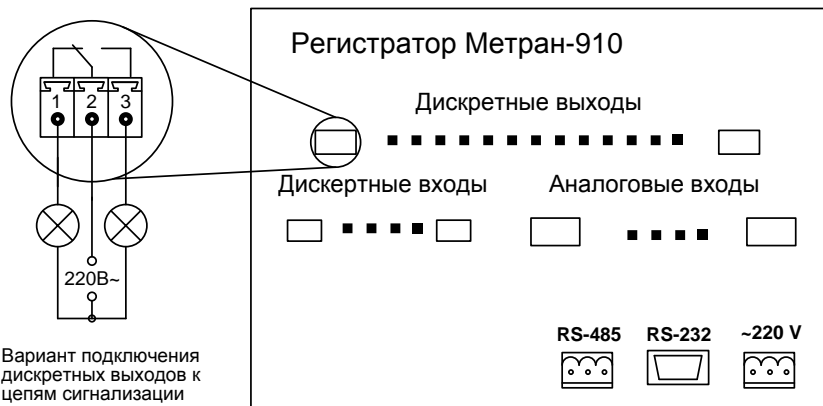 Регистратор Метран-910
1 2 3
Дискретные выходы
Дискертные входы
Аналоговые входы
220В~
RS-485 RS-232 ~220 V
Вариант подключения
дискретных выходов к
цепям сигнализации